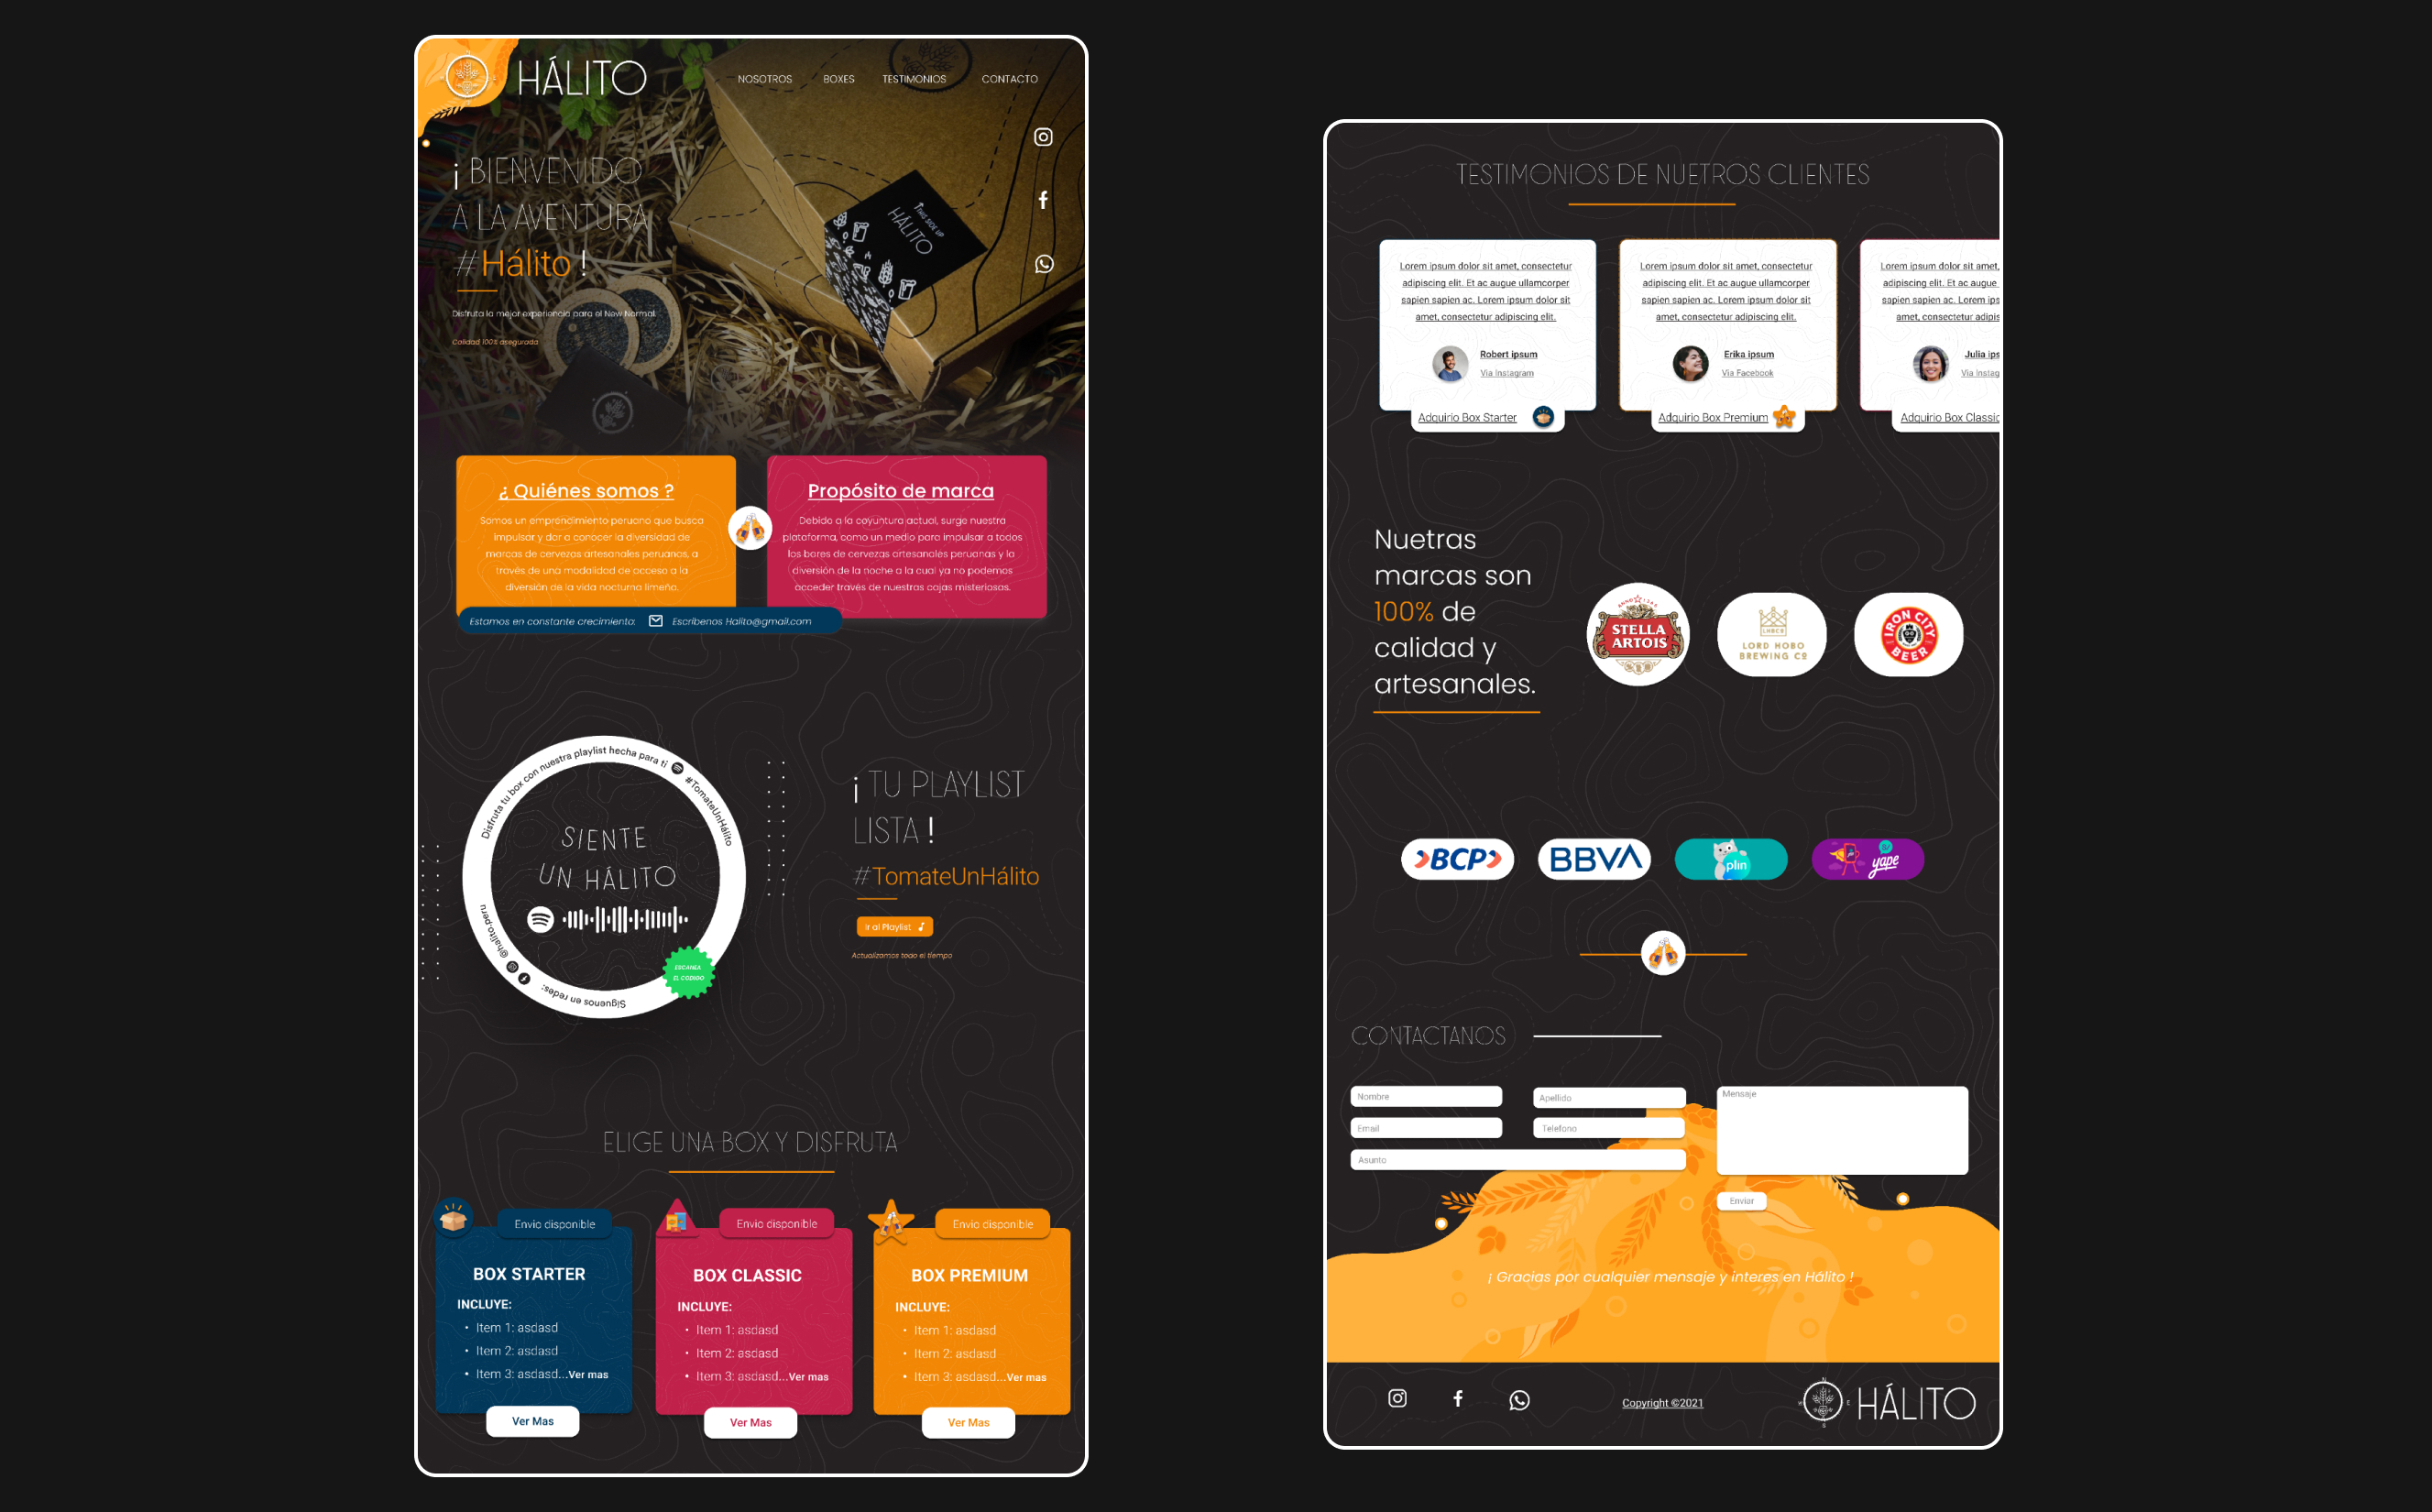 HÁLITO
NOSOTROS
BOXES
TESTIMONIOS
CONTACTO
¡ BIENVENIDO
A LA AVENTURA
#Hálito !
Disfruta la mejor experiencia para el New Normal.
Calidad 100% asegurada
THIS SIDE UP
HÁLITO
¿ Quiénes somos ?
Somos un emprendimiento peruano que busca
impulsar y dar a conocer la diversidad de
marcas de cervezas artesanales peruanas, a
través de una modalidad de acceso a la
diversión de la vida nocturna limeña.
Propósito de marca
Debido a la coyuntura actual, surge nuestra
plataforma, como un medio para impulsar a todos
los bares de cervezas artesanales peruanas y la
diversión de la noche a la cual ya no podemos
acceder través de nuestras cajas misteriosas.
Estamos en constante crecimiento:
Escribenos Halito@gmail.com
Disfruta tu box con nuestra playlist hecha para ti
#TomateUnHálito
SIENTE
UN HÁLITO
@halito.peru
Siguenos en redes:
ESCANEA
EL CODIGO
¡ TU PLAYLIST
LISTA !
#TomateUnHálito
Ir al Playlist
Actualizamos todo el tiempo
ELIGE UNA BOX Y DISFRUTA
Envio disponible
BOX STARTER
INCLUYE:
• Item 1: asdasd
• Item 2: asdasd
• Item 3: asdasd...Ver mas
Ver Mas
Envio disponible
BOX CLASSIC
INCLUYE:
• Item 1: asdasd
• Item 2: asdasd
• Item 3: asdasd...Ver mas
Ver Mas
Envio disponible
BOX PREMIUM
INCLUYE:
• Item 1: asdasd
• Item 2: asdasd
• Item 3: asdasd...Ver mas
Ver Mas
TESTIMONIOS DE NUETROS CLIENTES
Lorem ipsum dolor sit amet, consectetur
adipiscing elit. Et ac augue ullamcorper
sapien sapien ac. Lorem ipsum dolor sit
amet, consectetur adipiscing elit.
Robert ipsum
Via Instagram
Adquirio Box Starter
Lorem ipsum dolor sit amet, consectetur
adipiscing elit. Et ac augue ullamcorper
sapien sapien ac. Lorem ipsum dolor sit
amet, consectetur adipiscing elit.
Erika ipsum
Via Facebook
Adquirio Box Premium
Lorem ipsum dolor sit amet,
adipiscing elit. Et ac augue
sapien sapien ac. Lorem ips
amet, consectetur adipis
Julia ips
Via Instag
Adquirio Box Classic
Nuetras
marcas son
100% de
calidad y
artesanales.
ANNO 1366
STELLA
ARTOIS
LHBCO
LORD HOBO
BREWING CO
IRON CITY
BEER
BCP
BBVA
plin
S/
yape
CONTACTANOS
Nombre
Apellido
Email
Telefono
Asunto
Mensaje
Enviar
¡ Gracias por cualquier mensaje y interes en Hálito !
Copyright ©2021
N
E
S
W
HÁLITO